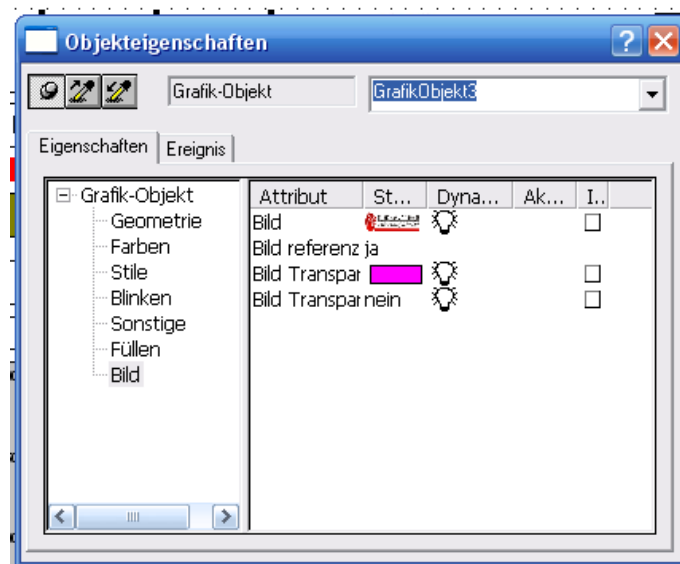 Objekteigenschaften
Grafik-Objekt GrafikObjekt3
Eigenschaften Ereignis
Grafik-Objekt
Geometrie
Farben
Stile
Blinken
Sonstige
Füllen
Bild
Attribut St... Dyna... Ak... I..
Bild
Bild referenz ja
Bild Transpar
Bild Transpar nein